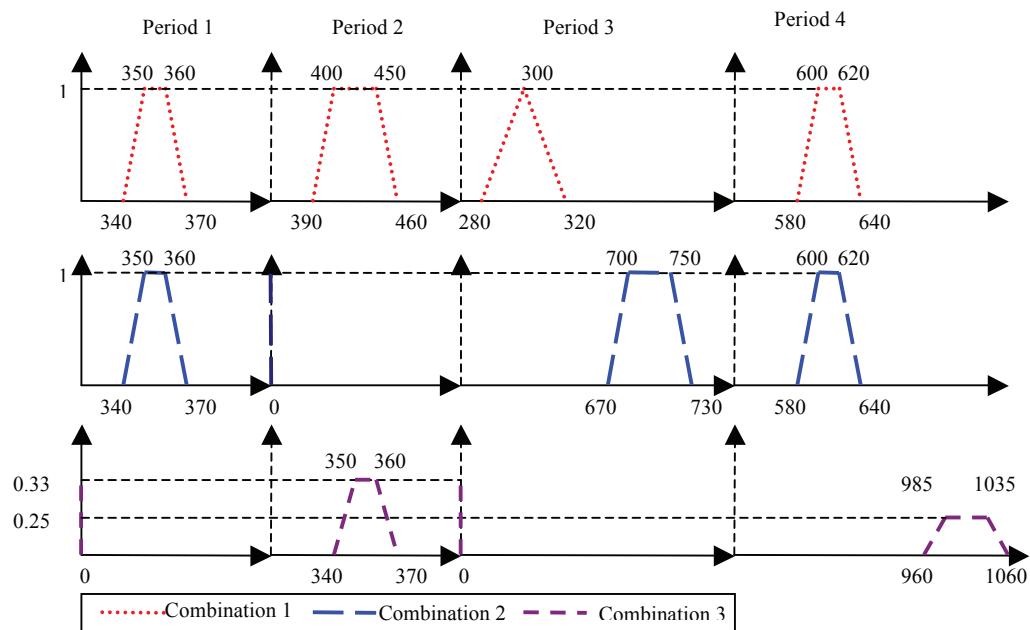 Period 1 Period 2 Period 3 Period 4
350 360 400 450 300 600 620
1
340 370 390 460 280 320 580 640
350 360 700 750 600 620
1
340 370 0 670 730 580 640
350 360 985 1035
0.33
0.25
0 340 370 0 960 1060
Combination 1 Combination 2 Combination 3